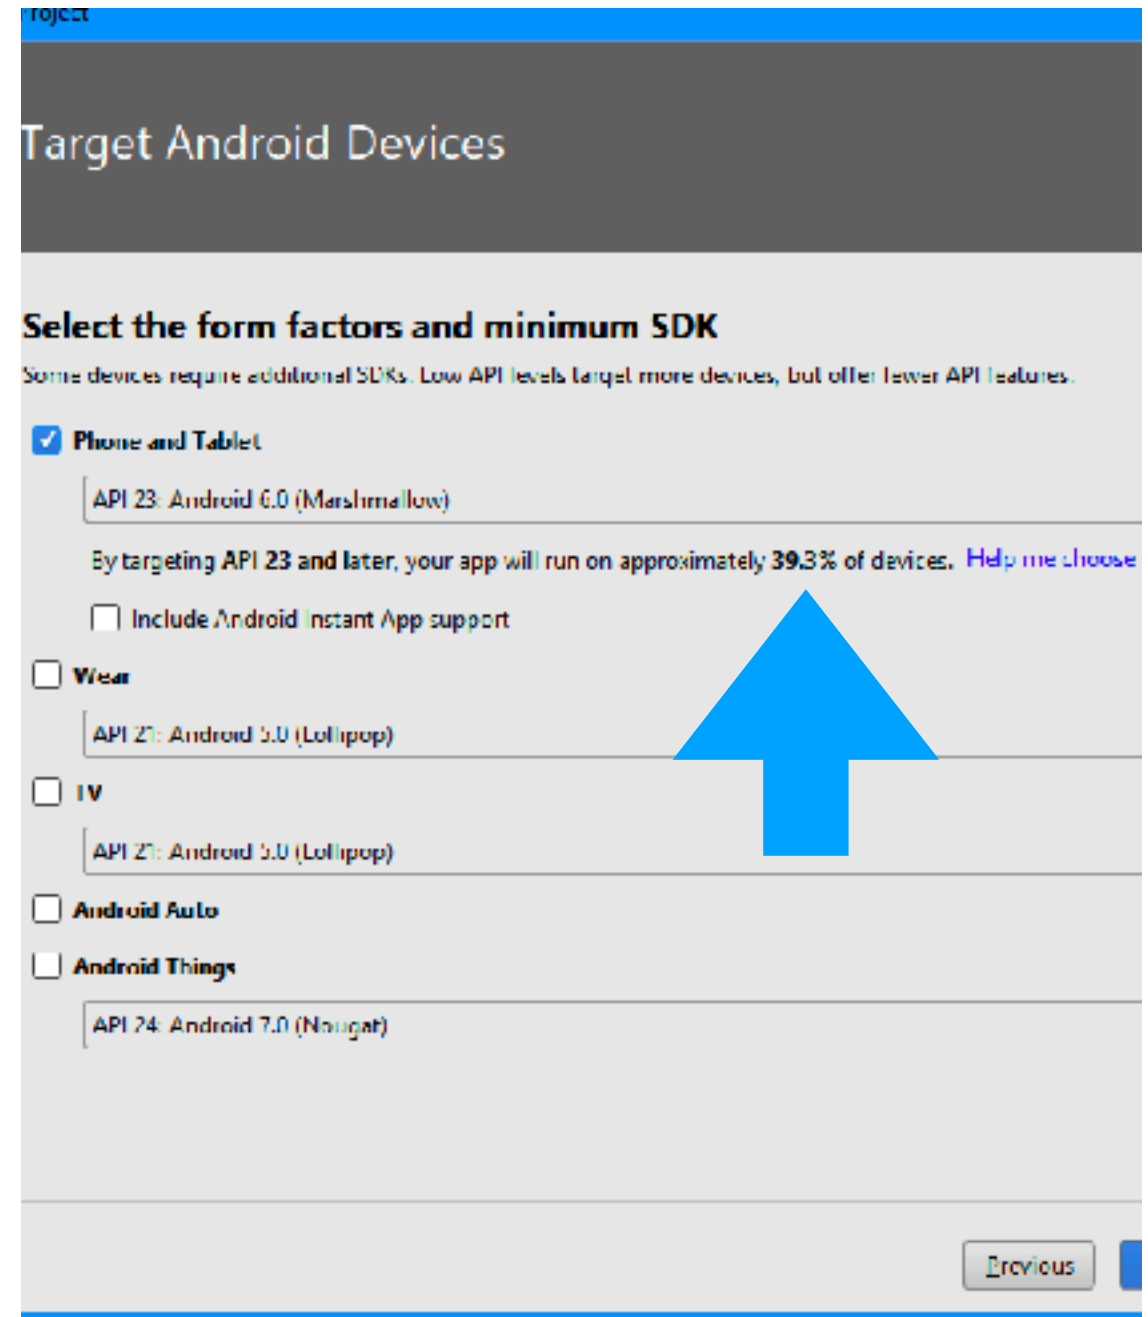 Project
Target Android Devices
Select the form factors and minimum SDK
Some devices require additional SDKs. Low API levels target more devices, but offer fewer API features.
Phone and Tablet
API 23: Android 6.0 (Marshmallow)
By targeting API 23 and later, your app will run on approximately 39.3% of devices. Help me choose
Include Android Instant App support
Wear
API 21: Android 5.0 (Lollipop)
TV
API 21: Android 5.0 (Lollipop)
Android Auto
Android Things
API 24: Android 7.0 (Nougat)
Previous